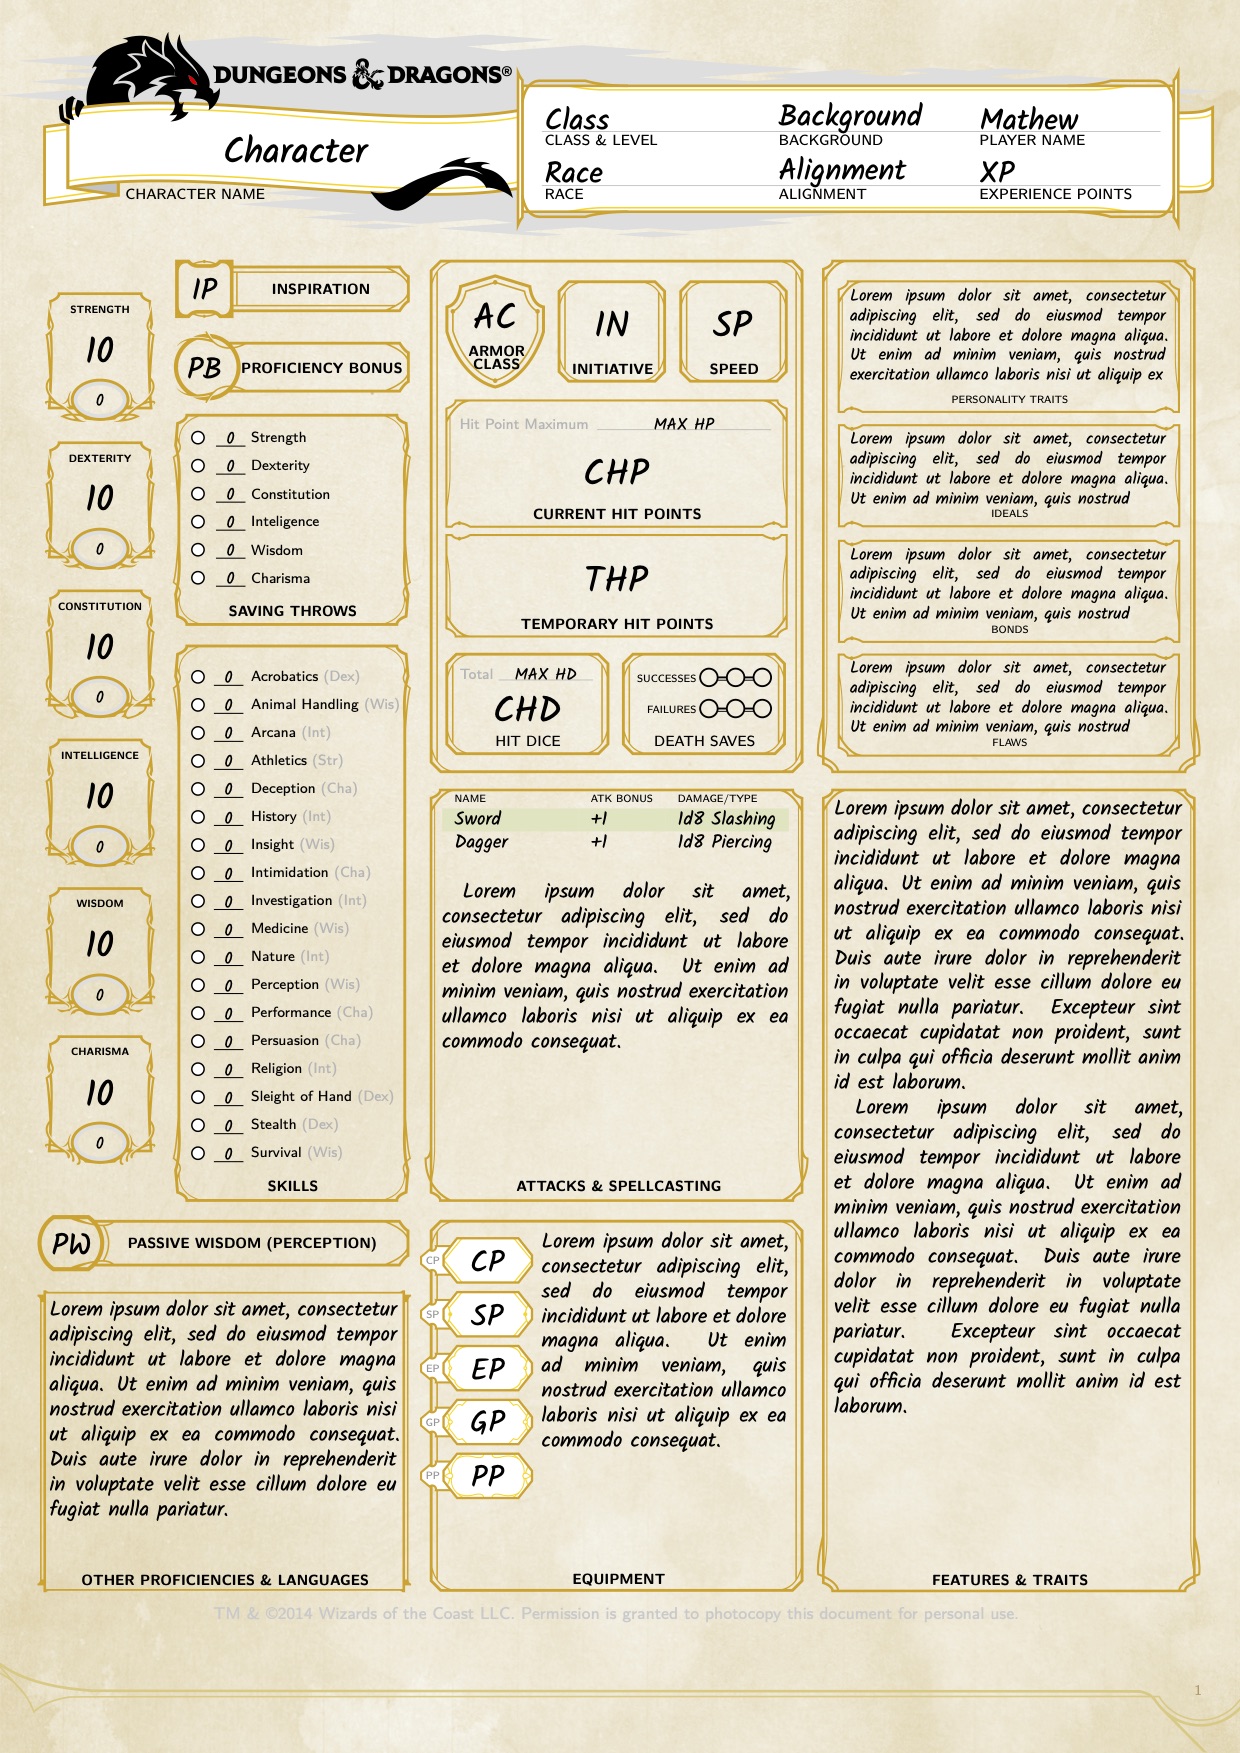 DUNGEONS & DRAGONS®
Character
CHARACTER NAME
Class
CLASS & LEVEL
Background
BACKGROUND
Mathew
PLAYER NAME
Race
RACE
Alignment
ALIGNMENT
XP
EXPERIENCE POINTS
STRENGTH
10
0
DEXTERITY
10
0
CONSTITUTION
10
0
INTELLIGENCE
10
0
WISDOM
10
0
CHARISMA
10
0
IP
INSPIRATION
PB
PROFICIENCY BONUS
0 Strength
0 Dexterity
0 Constitution
0 Inteligence
0 Wisdom
0 Charisma
SAVING THROWS
0 Acrobatics (Dex)
0 Animal Handling (Wis)
0 Arcana (Int)
0 Athletics (Str)
0 Deception (Cha)
0 History (Int)
0 Insight (Wis)
0 Intimidation (Cha)
0 Investigation (Int)
0 Medicine (Wis)
0 Nature (Int)
0 Perception (Wis)
0 Performance (Cha)
0 Persuasion (Cha)
0 Religion (Int)
0 Sleight of Hand (Dex)
0 Stealth (Dex)
0 Survival (Wis)
SKILLS
PW
PASSIVE WISDOM (PERCEPTION)
Lorem ipsum dolor sit amet, consectetur
adipiscing elit, sed do eiusmod tempor
incididunt ut labore et dolore magna
aliqua. Ut enim ad minim veniam, quis
nostrud exercitation ullamco laboris nisi
ut aliquip ex ea commodo consequat.
Duis aute irure dolor in reprehenderit
in voluptate velit esse cillum dolore eu
fugiat nulla pariatur.
OTHER PROFICIENCIES & LANGUAGES
AC
ARMOR
CLASS
IN
INITIATIVE
SP
SPEED
Hit Point Maximum MAX HP
CHP
CURRENT HIT POINTS
THP
TEMPORARY HIT POINTS
Total MAX HD
CHD
HIT DICE
SUCCESSES
FAILURES
DEATH SAVES
NAME ATK BONUS DAMAGE/TYPE
Sword +1 1d8 Slashing
Dagger +1 1d8 Piercing
Lorem ipsum dolor sit amet,
consectetur adipiscing elit, sed do
eiusmod tempor incididunt ut labore
et dolore magna aliqua. Ut enim ad
minim veniam, quis nostrud exercitation
ullamco laboris nisi ut aliquip ex ea
commodo consequat.
ATTACKS & SPELLCASTING
CP CP
SP SP
EP EP
GP GP
PP PP
Lorem ipsum dolor sit amet,
consectetur adipiscing elit,
sed do eiusmod tempor
incididunt ut labore et dolore
magna aliqua. Ut enim
ad minim veniam, quis
nostrud exercitation ullamco
laboris nisi ut aliquip ex ea
commodo consequat.
EQUIPMENT
Lorem ipsum dolor sit amet, consectetur
adipiscing elit, sed do eiusmod tempor
incididunt ut labore et dolore magna aliqua.
Ut enim ad minim veniam, quis nostrud
exercitation ullamco laboris nisi ut aliquip ex
PERSONALITY TRAITS
Lorem ipsum dolor sit amet, consectetur
adipiscing elit, sed do eiusmod tempor
incididunt ut labore et dolore magna aliqua.
Ut enim ad minim veniam, quis nostrud
IDEALS
Lorem ipsum dolor sit amet, consectetur
adipiscing elit, sed do eiusmod tempor
incididunt ut labore et dolore magna aliqua.
Ut enim ad minim veniam, quis nostrud
BONDS
Lorem ipsum dolor sit amet, consectetur
adipiscing elit, sed do eiusmod tempor
incididunt ut labore et dolore magna aliqua.
Ut enim ad minim veniam, quis nostrud
FLAWS
Lorem ipsum dolor sit amet, consectetur
adipiscing elit, sed do eiusmod tempor
incididunt ut labore et dolore magna
aliqua. Ut enim ad minim veniam, quis
nostrud exercitation ullamco laboris nisi
ut aliquip ex ea commodo consequat.
Duis aute irure dolor in reprehenderit
in voluptate velit esse cillum dolore eu
fugiat nulla pariatur. Excepteur sint
occaecat cupidatat non proident, sunt
in culpa qui officia deserunt mollit anim
id est laborum.
Lorem ipsum dolor sit amet,
consectetur adipiscing elit, sed do
eiusmod tempor incididunt ut labore
et dolore magna aliqua. Ut enim ad
minim veniam, quis nostrud exercitation
ullamco laboris nisi ut aliquip ex ea
commodo consequat. Duis aute irure
dolor in reprehenderit in voluptate
velit esse cillum dolore eu fugiat nulla
pariatur. Excepteur sint occaecat
cupidatat non proident, sunt in culpa
qui officia deserunt mollit anim id est
laborum.
FEATURES & TRAITS
TM & ©2014 Wizards of the Coast LLC. Permission is granted to photocopy this document for personal use.
1